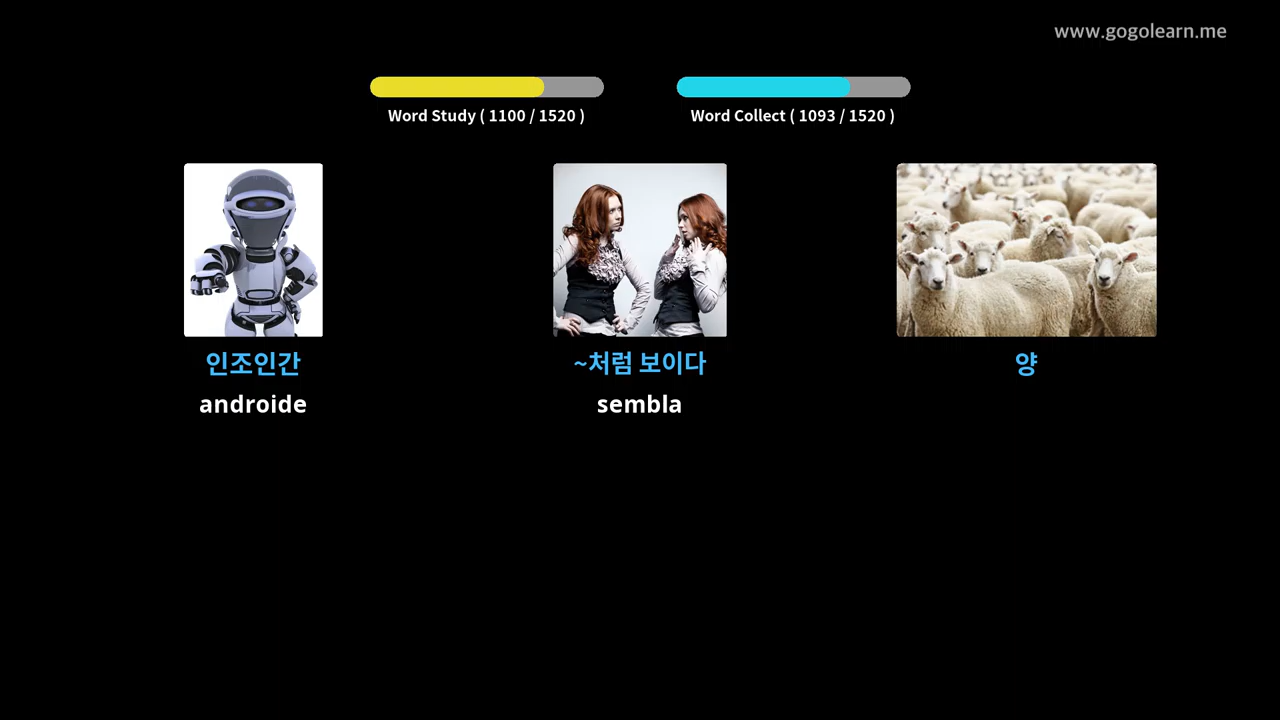 www.gogolearn.me
Word Study ( 1100 / 1520 )
Word Collect ( 1093 / 1520 )
인조인간
~처럼 보이다
양
androide
sembla